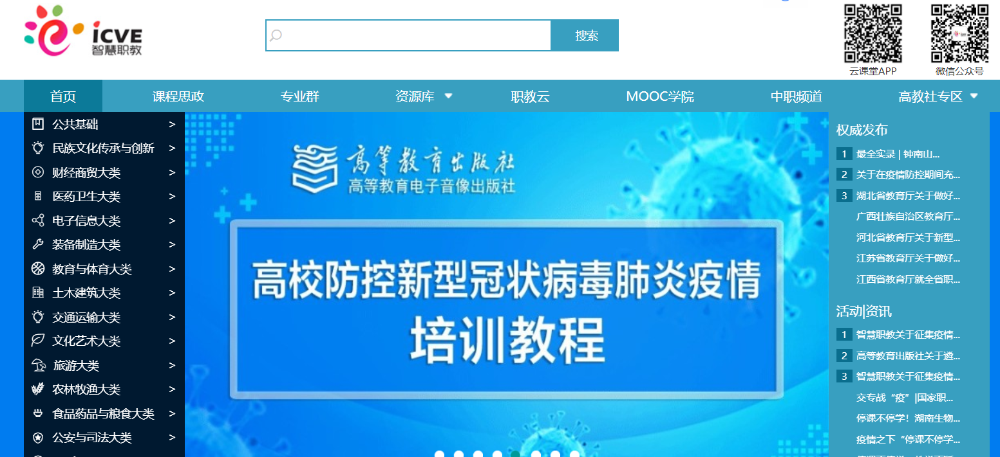 icve
智慧职教
搜索
云课堂APP
微信公众号
首页
课程思政
专业群
资源库
职教云
MOOC学院
中职频道
高教社专区
公共基础 >
民族文化传承与创新 >
财经商贸大类 >
医药卫生大类 >
电子信息大类 >
装备制造大类 >
教育与体育大类 >
土木建筑大类 >
交通运输大类 >
文化艺术大类 >
旅游大类 >
农林牧渔大类 >
食品药品与粮食大类 >
公安与司法大类 >
高等教育出版社
高等教育电子音像出版社
高校防控新型冠状病毒肺炎疫情
培训教程
权威发布
1 最全实录 | 钟南山...
2 关于在疫情防控期间充...
3 湖北省教育厅关于做好...
广西壮族自治区教育厅...
河北省教育厅关于新型...
江苏省教育厅关于做好...
江西省教育厅就全省职...
活动|资讯
1 智慧职教关于征集疫情...
2 高等教育出版社关于遴...
3 智慧职教关于征集疫情...
交专战“疫”|国家职...
停课不停学！湖南生物...
疫情之下“停课不停学...